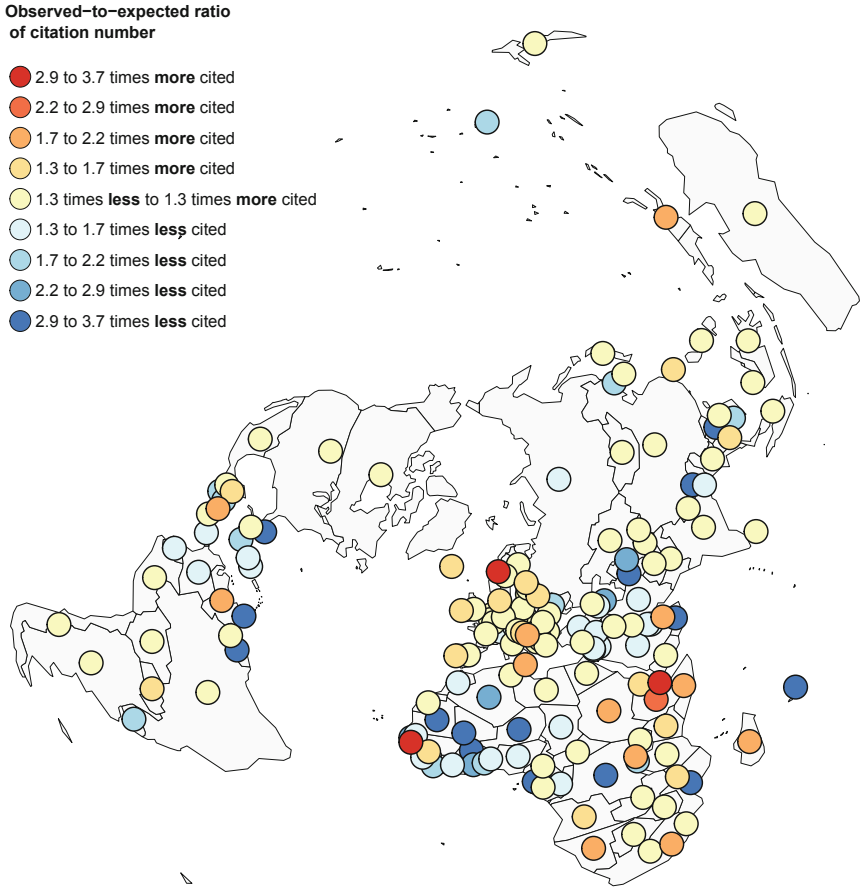 Observed−to−expected ratio
of citation number
2.9 to 3.7 times more cited
2.2 to 2.9 times more cited
1.7 to 2.2 times more cited
1.3 to 1.7 times more cited
1.3 times less to 1.3 times more cited
1.3 to 1.7 times less cited
1.7 to 2.2 times less cited
2.2 to 2.9 times less cited
2.9 to 3.7 times less cited